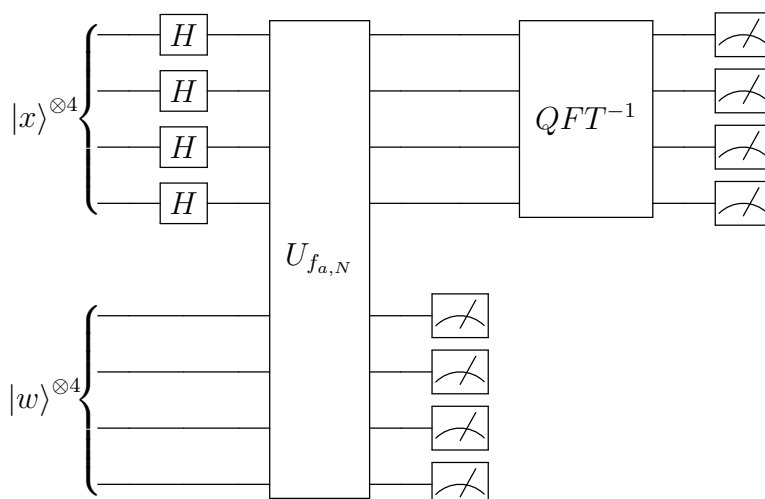 H
H
|x⟩⊗4
H
QFT−1
H
U_{f_{a,N}}
|w⟩⊗4